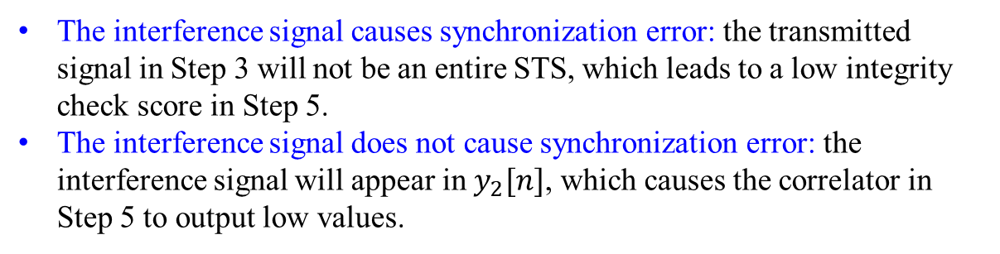 • The interference signal causes synchronization error: the transmitted
signal in Step 3 will not be an entire STS, which leads to a low integrity
check score in Step 5.
• The interference signal does not cause synchronization error: the
interference signal will appear in 𝑦₂[𝑛], which causes the correlator in
Step 5 to output low values.